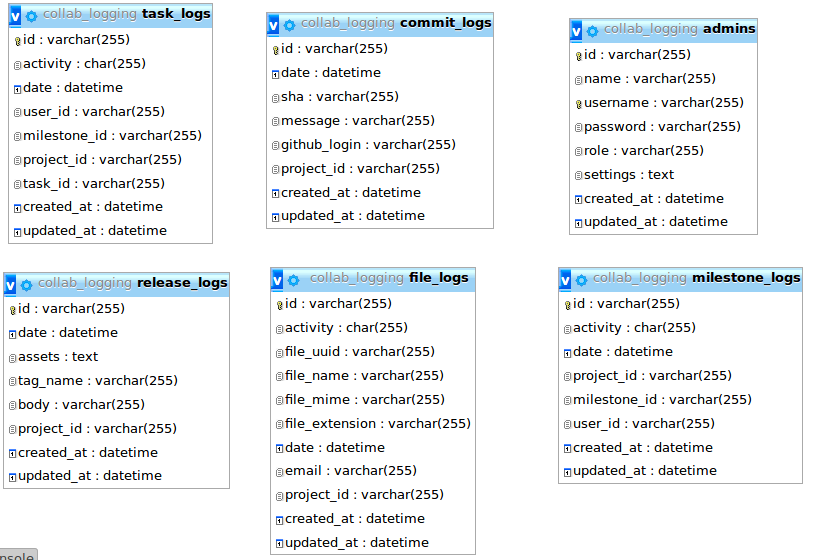 collab_logging task_logs
id : varchar(255)
activity : char(255)
date : datetime
user_id : varchar(255)
milestone_id : varchar(255)
project_id : varchar(255)
task_id : varchar(255)
created_at : datetime
updated_at : datetime
collab_logging commit_logs
id : varchar(255)
date : datetime
sha : varchar(255)
message : varchar(255)
github_login : varchar(255)
project_id : varchar(255)
created_at : datetime
updated_at : datetime
collab_logging admins
id : varchar(255)
name : varchar(255)
username : varchar(255)
password : varchar(255)
role : varchar(255)
settings : text
created_at : datetime
updated_at : datetime
collab_logging release_logs
id : varchar(255)
date : datetime
assets : text
tag_name : varchar(255)
body : varchar(255)
project_id : varchar(255)
created_at : datetime
updated_at : datetime
collab_logging file_logs
id : varchar(255)
activity : char(255)
file_uuid : varchar(255)
file_name : varchar(255)
file_mime : varchar(255)
file_extension : varchar(255)
date : datetime
email : varchar(255)
project_id : varchar(255)
created_at : datetime
updated_at : datetime
collab_logging milestone_logs
id : varchar(255)
activity : char(255)
date : datetime
project_id : varchar(255)
milestone_id : varchar(255)
user_id : varchar(255)
created_at : datetime
updated_at : datetime
nsole